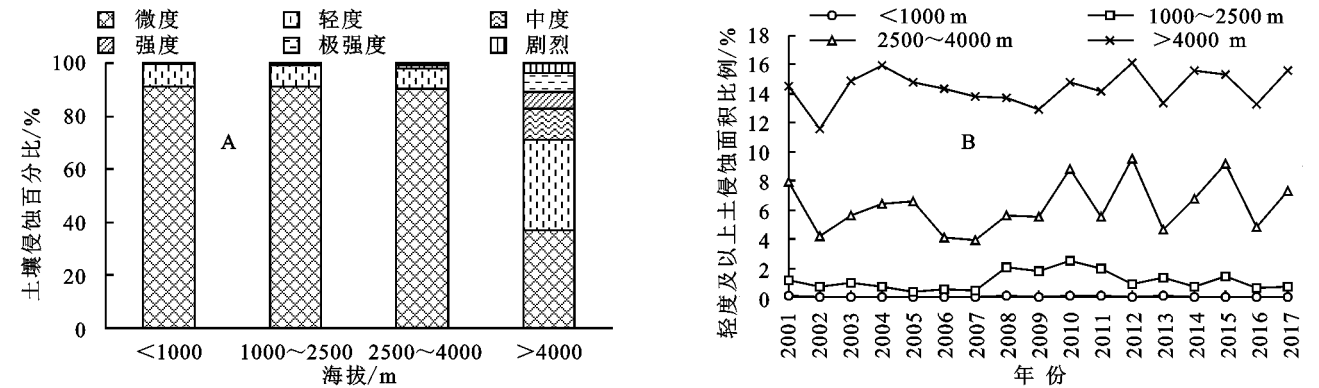 微度 轻度 中度
强度 极强度 剧烈
土壤侵蚀百分比/%
100
80
60
40
20
0
A
<1000 1000～2500 2500～4000 >4000
海拔/m
<1000 m 1000～2500 m
2500～4000 m >4000 m
轻度及以上土壤侵蚀面积比例/%
18
16
14
12
10
8
6
4
2
0
B
2001 2002 2003 2004 2005 2006 2007 2008 2009 2010 2011 2012 2013 2014 2015 2016 2017
年 份